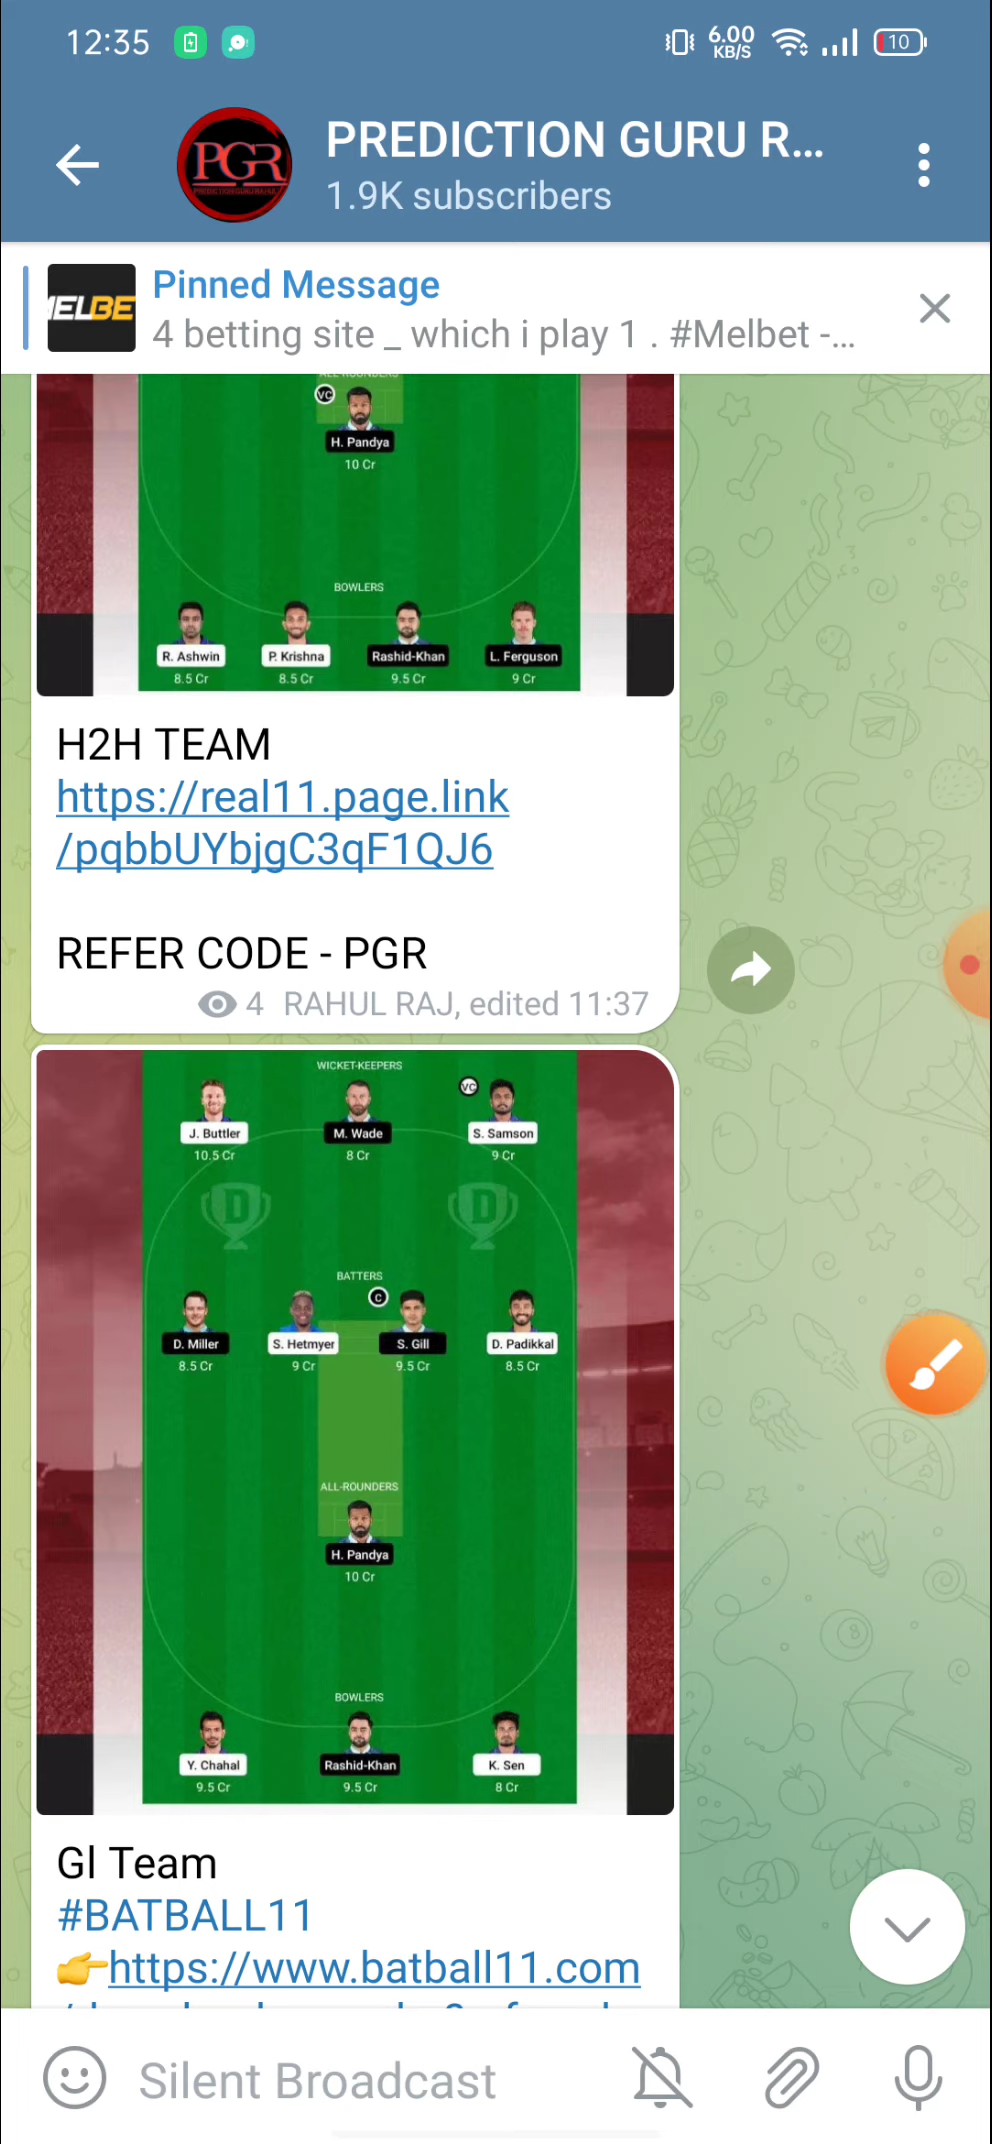 12:35
6.00
KB/S
10
PGR
PREDICTION GURU R...
1.9K subscribers
MELBE
Pinned Message
4 betting site _ which i play 1 . #Melbet -...
ALL-ROUNDERS
VC
H. Pandya
10 Cr
BOWLERS
R. Ashwin P. Krishna Rashid-Khan L. Ferguson
8.5 Cr 8.5 Cr 9.5 Cr 9 Cr
H2H TEAM
https://real11.page.link
/pqbbUYbjgC3qF1QJ6
REFER CODE - PGR
4 RAHUL RAJ, edited 11:37
WICKET-KEEPERS
VC
J. Buttler M. Wade S. Samson
10.5 Cr 8 Cr 9 Cr
D D
BATTERS
C
D. Miller S. Hetmyer S. Gill D. Padikkal
8.5 Cr 9 Cr 9.5 Cr 8.5 Cr
ALL-ROUNDERS
H. Pandya
10 Cr
BOWLERS
Y. Chahal Rashid-Khan K. Sen
9.5 Cr 9.5 Cr 8 Cr
Gl Team
#BATBALL11
👉https://www.batball11.com
Silent Broadcast